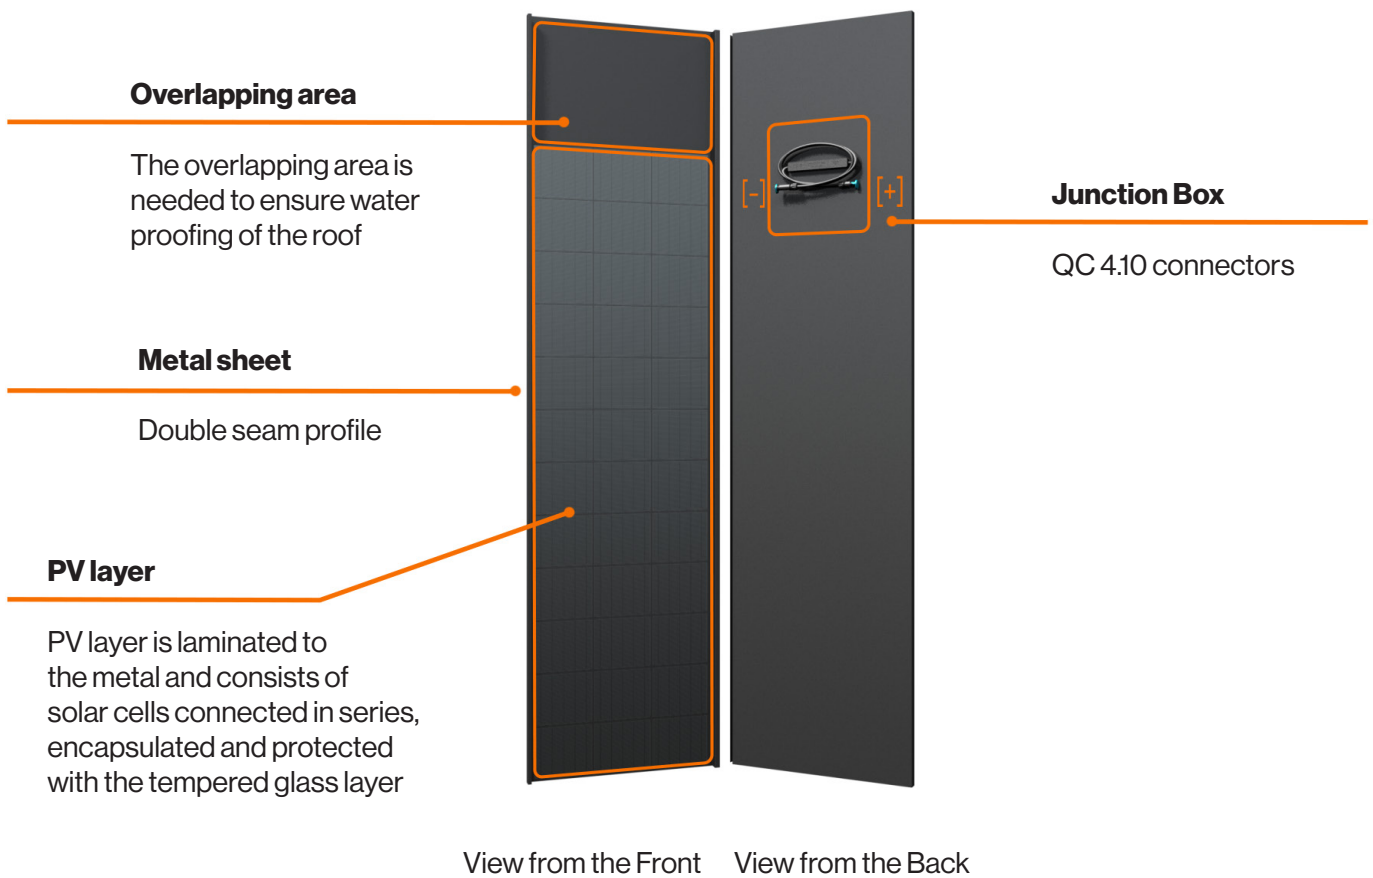 Overlapping area
The overlapping area is
needed to ensure water
proofing of the roof
Metal sheet
Double seam profile
PV layer
PV layer is laminated to
the metal and consists of
solar cells connected in series,
encapsulated and protected
with the tempered glass layer
[-]
[+]
Junction Box
QC 4.10 connectors
View from the Front
View from the Back